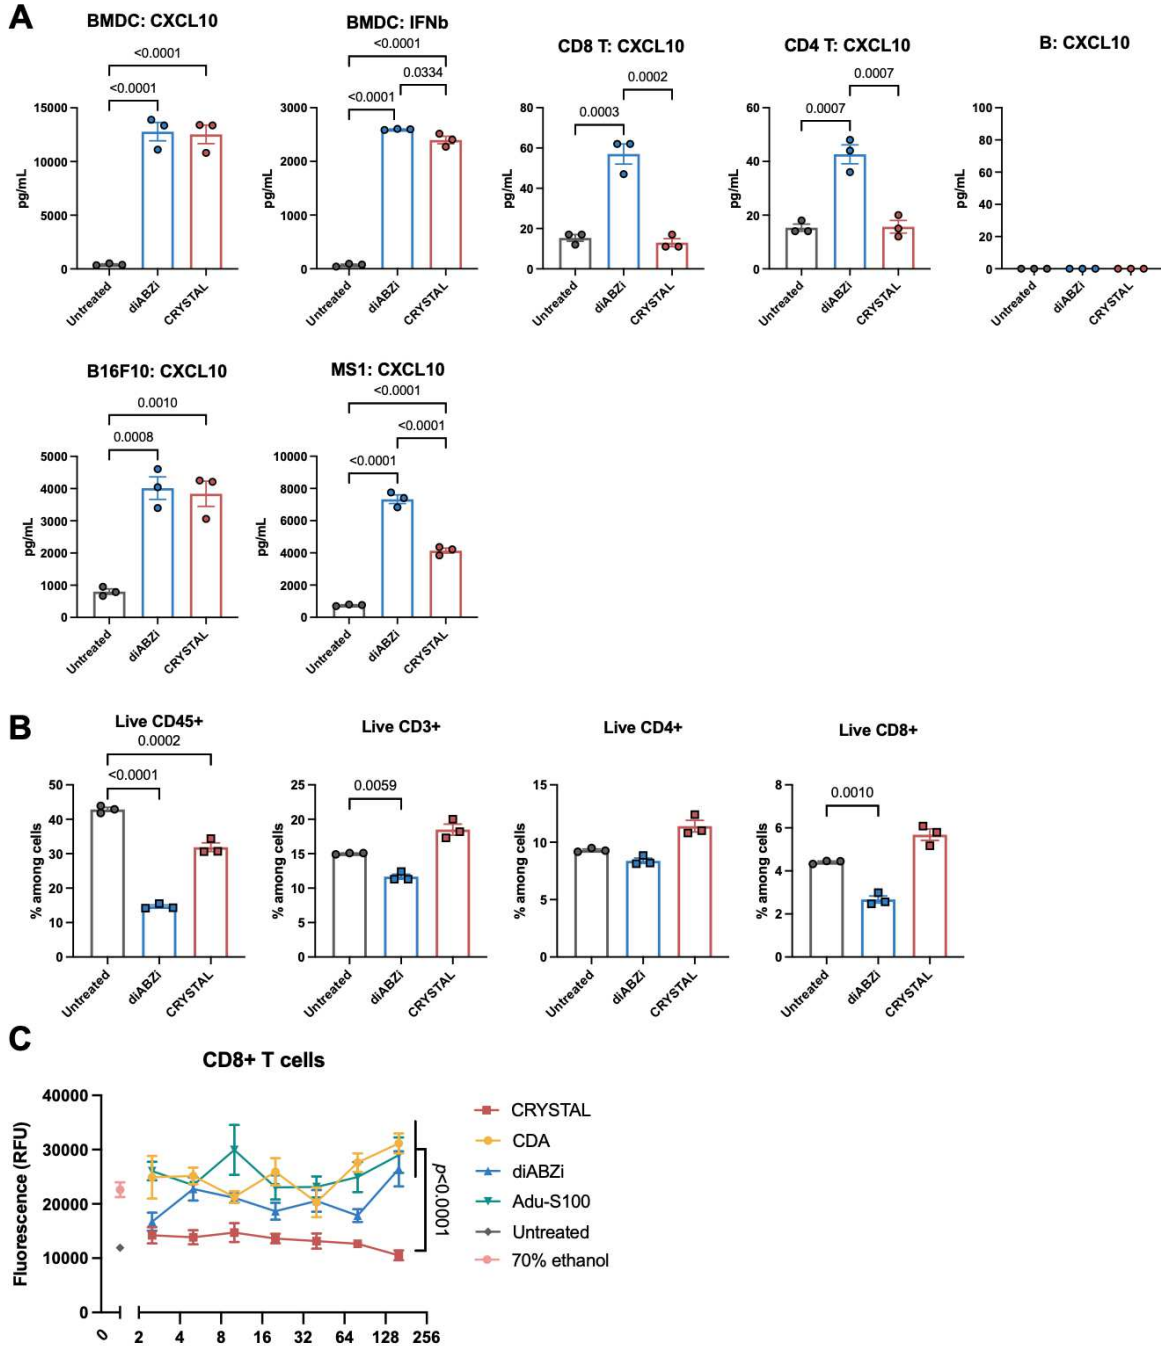 A
BMDC: CXCL10
<0.0001
<0.0001
15000
10000
5000
0
pg/mL
Untreated
diABZi
CRYSTAL
BMDC: IFNb
<0.0001
0.0334
<0.0001
3000
2000
1000
0
pg/mL
Untreated
diABZi
CRYSTAL
CD8 T: CXCL10
0.0002
0.0003
80
60
40
20
0
pg/mL
Untreated
diABZi
CRYSTAL
CD4 T: CXCL10
0.0007
0.0007
60
40
20
0
pg/mL
Untreated
diABZi
CRYSTAL
B: CXCL10
100
80
60
40
20
0
pg/mL
Untreated
diABZi
CRYSTAL
B16F10: CXCL10
0.0010
0.0008
5000
4000
3000
2000
1000
0
pg/mL
Untreated
diABZi
CRYSTAL
MS1: CXCL10
<0.0001
<0.0001
<0.0001
10000
8000
6000
4000
2000
0
pg/mL
Untreated
diABZi
CRYSTAL
B
Live CD45+
0.0002
<0.0001
50
40
30
20
10
0
% among cells
Untreated
diABZi
CRYSTAL
Live CD3+
0.0059
25
20
15
10
5
0
% among cells
Untreated
diABZi
CRYSTAL
Live CD4+
15
10
5
0
% among cells
Untreated
diABZi
CRYSTAL
Live CD8+
0.0010
8
6
4
2
0
% among cells
Untreated
diABZi
CRYSTAL
C
CD8+ T cells
40000
30000
20000
10000
0
Fluorescence (RFU)
0 2 4 8 16 32 64 128 256
p<0.0001
CRYSTAL
CDA
diABZi
Adu-S100
Untreated
70% ethanol